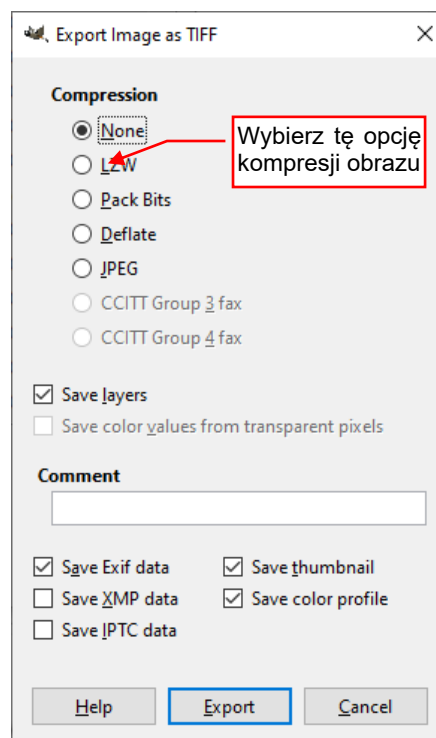 Export Image as TIFF
Compression
None
Wybierz tę opcję
kompresji obrazu
LZW
Pack Bits
Deflate
JPEG
CCITT Group 3 fax
CCITT Group 4 fax
Save layers
Save color values from transparent pixels
Comment
Save Exif data
Save thumbnail
Save XMP data
Save color profile
Save IPTC data
Help
Export
Cancel